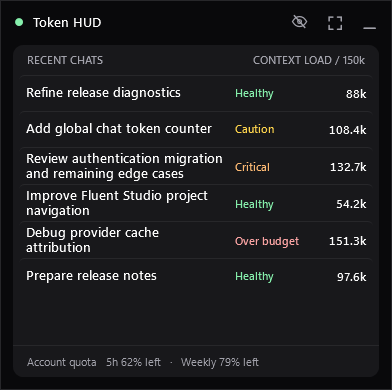 Token HUD
RECENT CHATS CONTEXT LOAD / 150k
Refine release diagnostics Healthy 88k
Add global chat token counter Caution 108.4k
Review authentication migration
and remaining edge cases Critical 132.7k
Improve Fluent Studio project
navigation Healthy 54.2k
Debug provider cache
attribution Over budget 151.3k
Prepare release notes Healthy 97.6k
Account quota 5h 62% left · Weekly 79% left